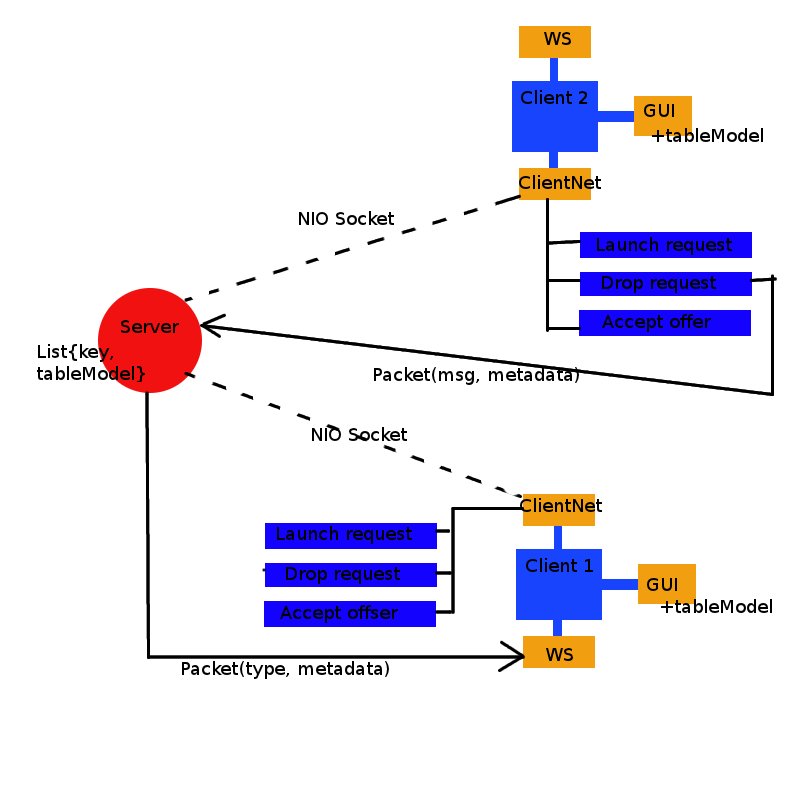 WS
Client 2
GUI
+tableModel
ClientNet
NIO Socket
Launch request
Drop request
Accept offer
Server
List{key,
tableModel}
Packet(msg, metadata)
NIO Socket
ClientNet
Launch request
Drop request
Accept offser
Client 1
GUI
+tableModel
WS
Packet(type, metadata)